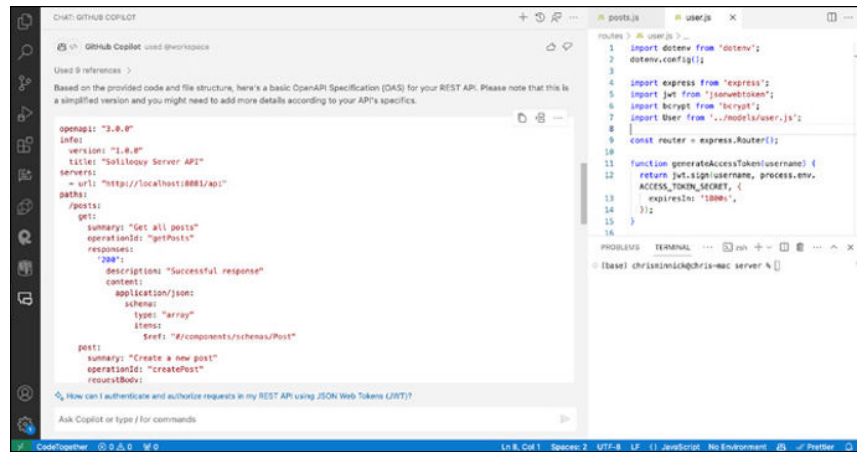 CHAT: GITHUB COPILOT
GitHub Copilot used @workspace
Used 9 references >
Based on the provided code and file structure, here's a basic OpenAPI Specification (OAS) for your REST API. Please note that this is
a simplified version and you might need to add more details according to your API's specifics.
openapi: "3.0.0"
info:
version: "1.0.0"
title: "Soliloquy Server API"
servers:
- url: "http://localhost:8081/api"
paths:
/posts:
get:
summary: "Get all posts"
operationId: "getPosts"
responses:
'200':
description: "Successful response"
content:
application/json:
schema:
type: "array"
items:
$ref: "#/components/schemas/Post"
post:
summary: "Create a new post"
operationId: "createPost"
requestBody:
How can I authenticate and authorize requests in my REST API using JSON Web Tokens (JWT)?
Ask Copilot or type / for commands
posts.js
user.js ×
routes > user.js > ...
1 import dotenv from "dotenv";
2 dotenv.config();
3
4 import express from "express";
5 import jwt from "jsonwebtoken";
6 import bcrypt from "bcrypt";
7 import User from '../models/user.js';
8
9 const router = express.Router();
10
11 function generateAccessToken(username) {
12 return jwt.sign(username, process.env.
ACCESS_TOKEN_SECRET, {
13 expiresIn: "1800s",
14 });
15 }
16
PROBLEMS TERMINAL ... zsh
(base) chrisminnick@chris-mac server %
CodeTogether 0 0 0 Ln 8, Col 1 Spaces: 2 UTF-8 LF {} JavaScript No Environment Prettier